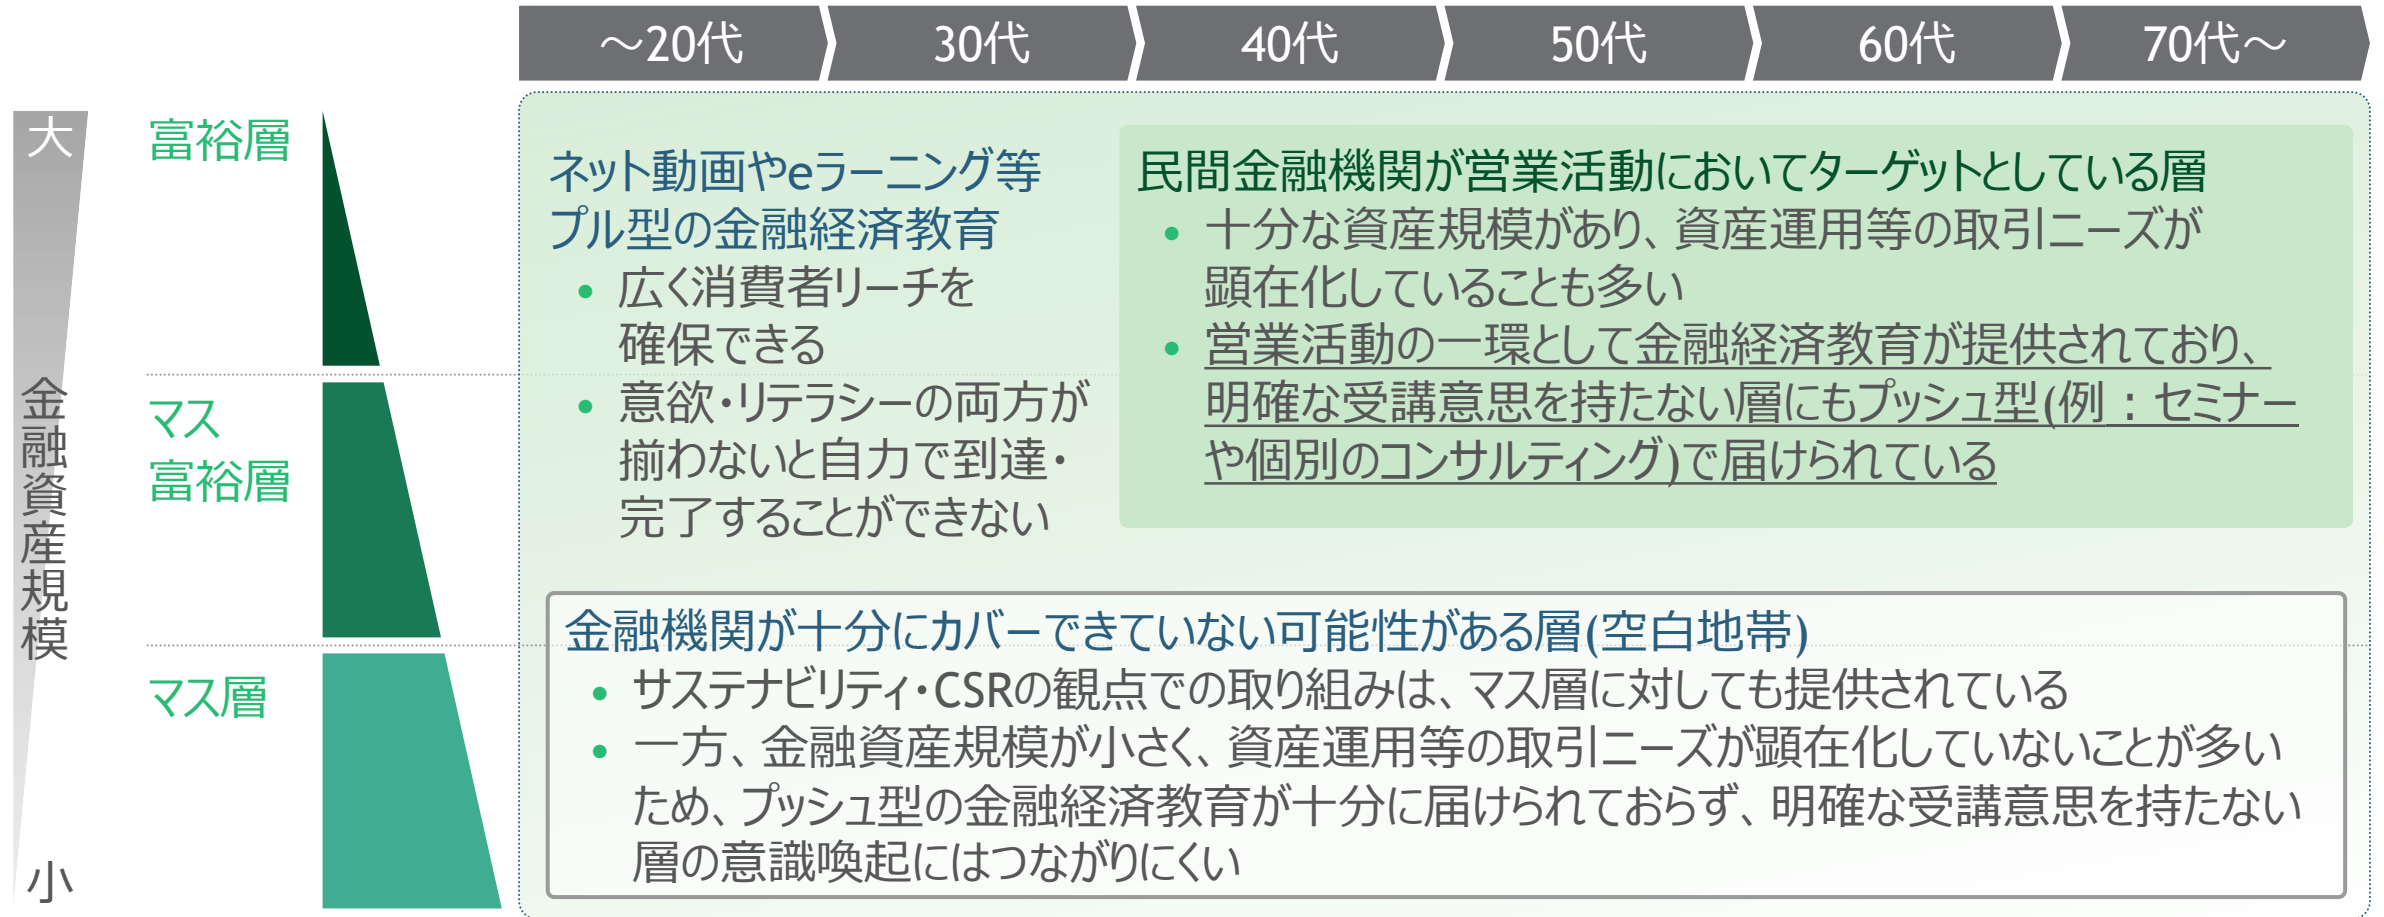 ～20代
30代
40代
50代
60代
70代～
大
金融資産規模
小
富裕層
マス
富裕層
マス層
ネット動画やeラーニング等
プル型の金融経済教育
• 広く消費者リーチを
確保できる
• 意欲・リテラシーの両方が
揃わないと自力で到達・
完了することができない
民間金融機関が営業活動においてターゲットとしている層
• 十分な資産規模があり、資産運用等の取引ニーズが
顕在化していることも多い
• 営業活動の一環として金融経済教育が提供されており、
明確な受講意思を持たない層にもプッシュ型(例：セミナー
や個別のコンサルティング)で届けられている
金融機関が十分にカバーできていない可能性がある層(空白地帯)
• サステナビリティ・CSRの観点での取り組みは、マス層に対しても提供されている
• 一方、金融資産規模が小さく、資産運用等の取引ニーズが顕在化していないことが多い
ため、プッシュ型の金融経済教育が十分に届けられておらず、明確な受講意思を持たない
層の意識喚起にはつながりにくい